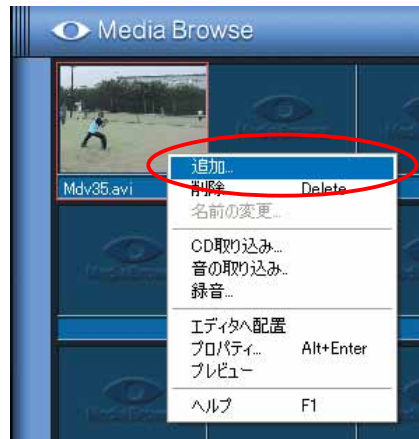 Media Browse
Mdv35.avi
追加...
削除 Delete
名前の変更...
CD取り込み...
音の取り込み...
録音...
エディタへ配置
プロパティ... Alt+Enter
プレビュー
ヘルプ F1